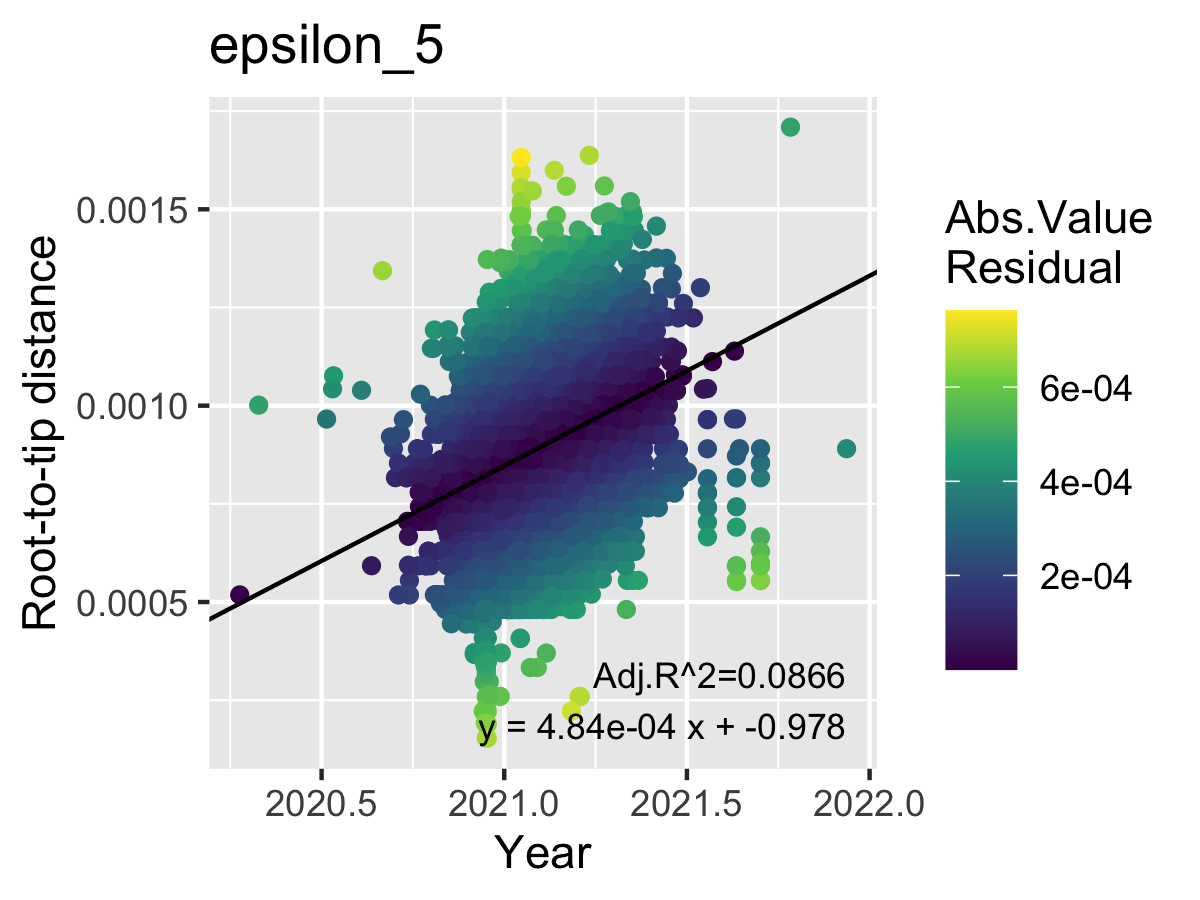 epsilon_5
Root-to-tip distance
0.0015
0.0010
0.0005
Adj.R^2=0.0866
y = 4.84e-04 x + -0.978
2020.5
2021.0
2021.5
2022.0
Year
Abs.Value
Residual
6e-04
4e-04
2e-04